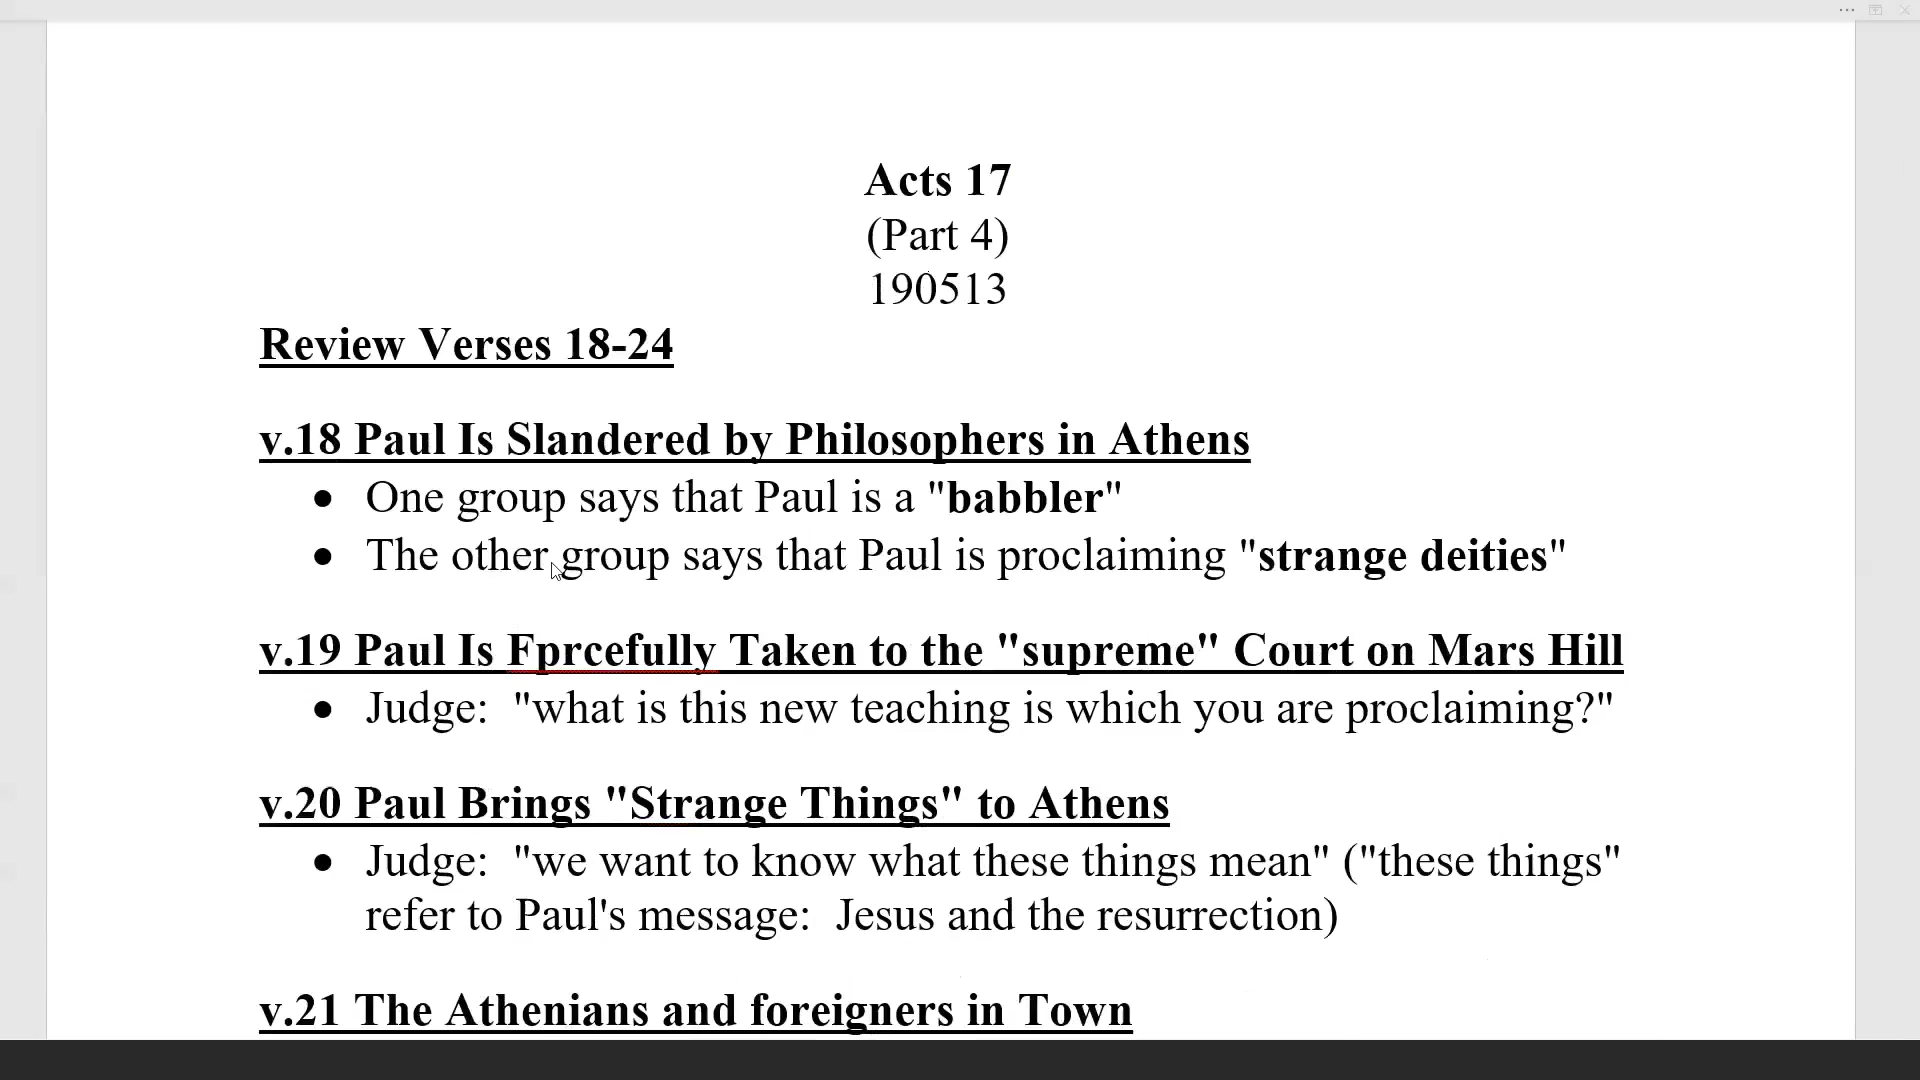 Acts 17
(Part 4)
190513
Review Verses 18-24
v.18 Paul Is Slandered by Philosophers in Athens
• One group says that Paul is a "babbler"
• The other group says that Paul is proclaiming "strange deities"
v.19 Paul Is Fprcefully Taken to the "supreme" Court on Mars Hill
• Judge:  "what is this new teaching is which you are proclaiming?"
v.20 Paul Brings "Strange Things" to Athens
• Judge:  "we want to know what these things mean" ("these things"
refer to Paul's message:  Jesus and the resurrection)
v.21 The Athenians and foreigners in Town